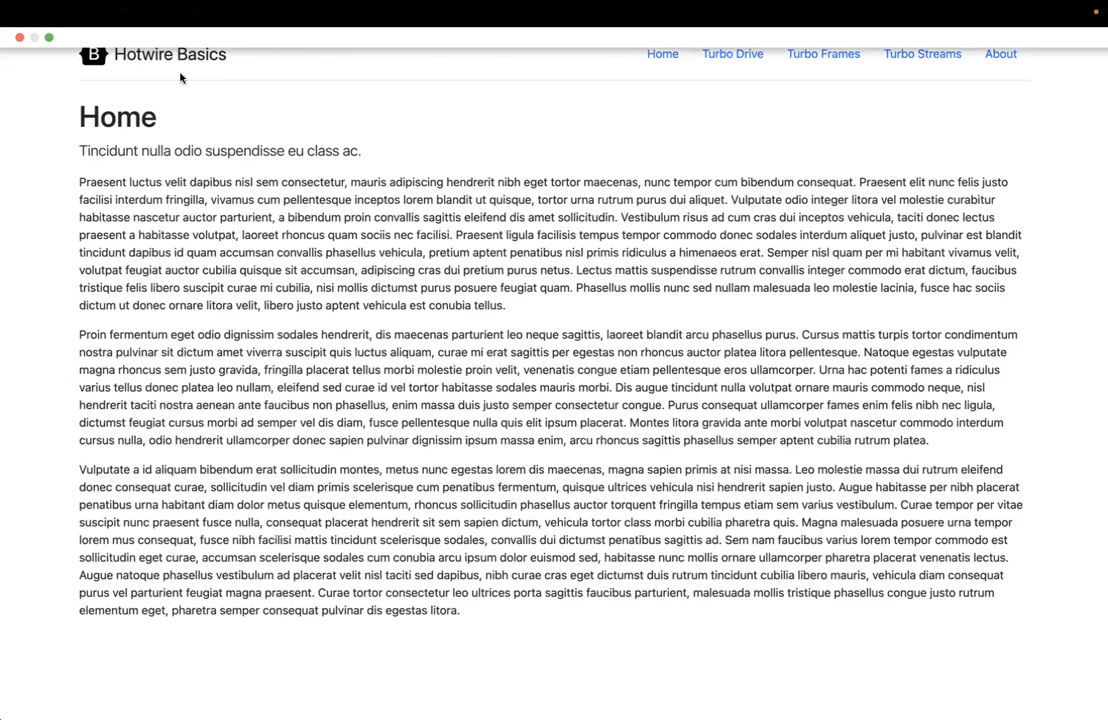 B Hotwire Basics Home Turbo Drive Turbo Frames Turbo Streams About
Home
Tincidunt nulla odio suspendisse eu class ac.
Praesent luctus velit dapibus nisl sem consectetur, mauris adipiscing hendrerit nibh eget tortor maecenas, nunc tempor cum bibendum consequat. Praesent elit nunc felis justo
facilisi interdum fringilla, vivamus cum pellentesque inceptos lorem blandit ut quisque, tortor urna rutrum purus dui aliquet. Vulputate odio integer litora vel molestie curabitur
habitasse nascetur auctor parturient, a bibendum proin convallis sagittis eleifend dis amet sollicitudin. Vestibulum risus ad cum cras dui inceptos vehicula, taciti donec lectus
praesent a habitasse volutpat, laoreet rhoncus quam sociis nec facilisi. Praesent ligula facilisis tempus tempor commodo donec sodales interdum aliquet justo, pulvinar est blandit
tincidunt dapibus id quam accumsan convallis phasellus vehicula, pretium aptent penatibus nisl primis ridiculus a himenaeos erat. Semper nisl quam per mi habitant vivamus velit,
volutpat feugiat auctor cubilia quisque sit accumsan, adipiscing cras dui pretium purus netus. Lectus mattis suspendisse rutrum convallis integer commodo erat dictum, faucibus
tristique felis libero suscipit curae mi cubilia, nisi mollis dictumst purus posuere feugiat quam. Phasellus mollis nunc sed nullam malesuada leo molestie lacinia, fusce hac sociis
dictum ut donec ornare litora velit, libero justo aptent vehicula est conubia tellus.
Proin fermentum eget odio dignissim sodales hendrerit, dis maecenas parturient leo neque sagittis, laoreet blandit arcu phasellus purus. Cursus mattis turpis tortor condimentum
nostra pulvinar sit dictum amet viverra suscipit quis luctus aliquam, curae mi erat sagittis per egestas non rhoncus auctor platea litora pellentesque. Natoque egestas vulputate
magna rhoncus sem justo gravida, fringilla placerat tellus morbi molestie proin velit, venenatis congue etiam pellentesque eros ullamcorper. Urna hac potenti fames a ridiculus
varius tellus donec platea leo nullam, eleifend sed curae id vel tortor habitasse sodales mauris morbi. Dis augue tincidunt nulla volutpat ornare mauris commodo neque, nisl
hendrerit taciti nostra aenean ante faucibus non phasellus, enim massa duis justo semper consectetur congue. Purus consequat ullamcorper fames enim felis nibh nec ligula,
dictumst feugiat cursus morbi ad semper vel dis diam, fusce pellentesque nulla quis elit ipsum placerat. Montes litora gravida ante morbi volutpat nascetur commodo interdum
cursus nulla, odio hendrerit ullamcorper donec sapien pulvinar dignissim ipsum massa enim, arcu rhoncus sagittis phasellus semper aptent cubilia rutrum platea.
Vulputate a id aliquam bibendum erat sollicitudin montes, metus nunc egestas lorem dis maecenas, magna sapien primis at nisi massa. Leo molestie massa dui rutrum eleifend
donec consequat curae, sollicitudin vel diam primis scelerisque cum penatibus fermentum, quisque ultrices vehicula nisi hendrerit sapien justo. Augue habitasse per nibh placerat
penatibus urna habitant diam dolor metus quisque elementum, rhoncus sollicitudin phasellus auctor torquent fringilla tempus etiam sem varius vestibulum. Curae tempor per vitae
suscipit nunc praesent fusce nulla, consequat placerat hendrerit sit sem sapien dictum, vehicula tortor class morbi cubilia pharetra quis. Magna malesuada posuere urna tempor
lorem mus consequat, fusce nibh facilisi mattis tincidunt scelerisque sodales, convallis dui dictumst penatibus sagittis ad. Sem nam faucibus varius lorem tempor commodo est
sollicitudin eget curae, accumsan scelerisque sodales cum conubia arcu ipsum dolor euismod sed, habitasse nunc mollis ornare ullamcorper pharetra placerat venenatis lectus.
Augue natoque phasellus vestibulum ad placerat velit nisl taciti sed dapibus, nibh curae cras eget dictumst duis rutrum tincidunt cubilia libero mauris, vehicula diam consequat
purus vel parturient feugiat magna praesent. Curae tortor consectetur leo ultrices porta sagittis faucibus parturient, malesuada mollis tristique phasellus congue justo rutrum
elementum eget, pharetra semper consequat pulvinar dis egestas litora.